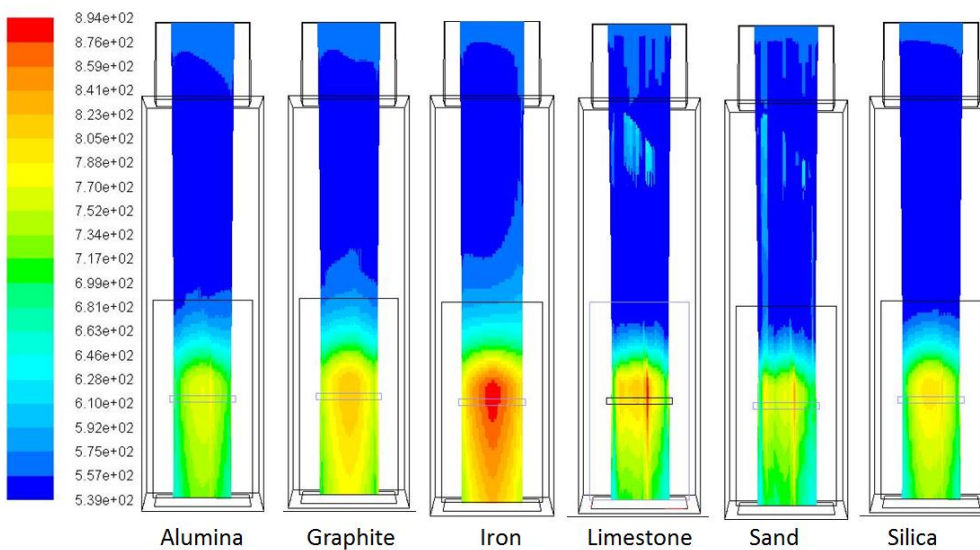 8.94e+02
8.76e+02
8.59e+02
8.41e+02
8.23e+02
8.05e+02
7.88e+02
7.70e+02
7.52e+02
7.34e+02
7.17e+02
6.99e+02
6.81e+02
6.63e+02
6.46e+02
6.28e+02
6.10e+02
5.92e+02
5.75e+02
5.57e+02
5.39e+02
Alumina Graphite Iron Limestone Sand Silica